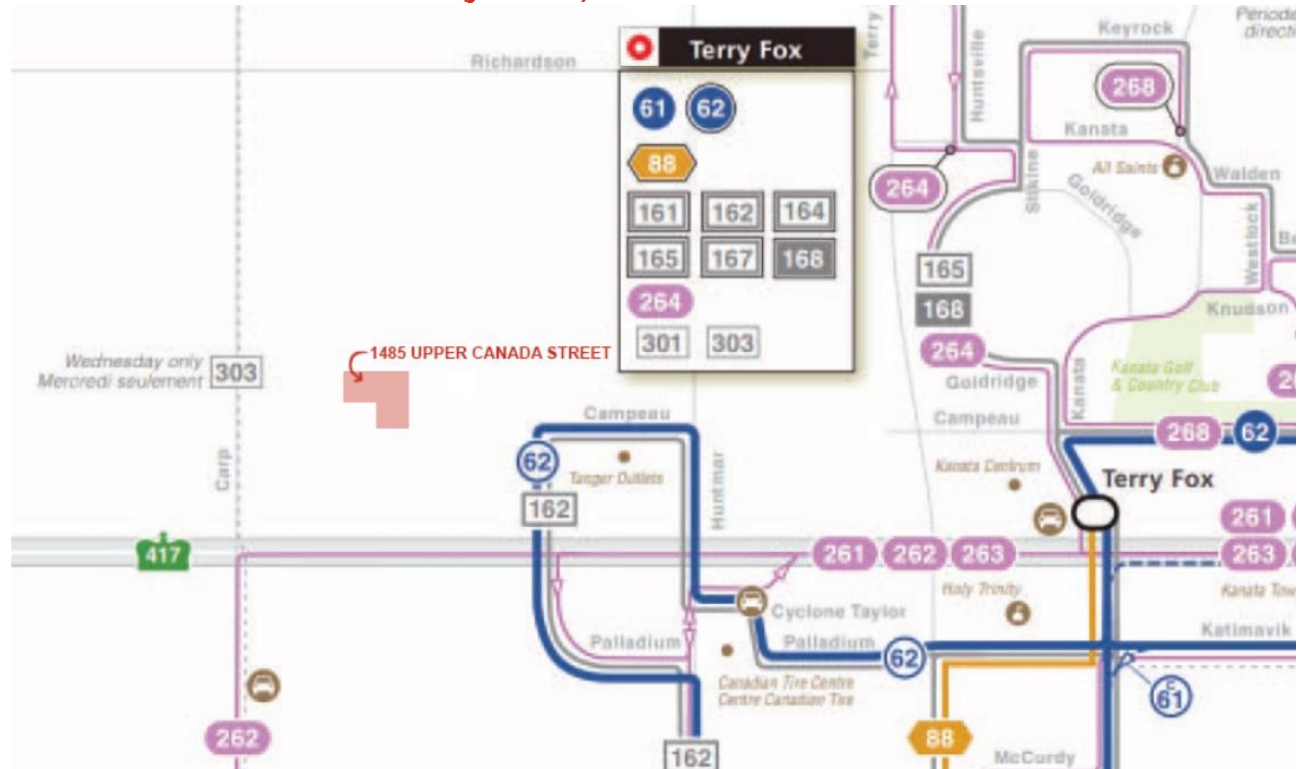 Terry Fox
61 62
88
161 162 164
165 167 168
264
301 303
Richardson
Terry
Huntsville
Keyrock
268
Kanata
All Saints
Walden
264
Stikine
Goldridge
Westlock
165
168
264
Knudson
Wednesday only
Mercredi seulement
303
1485 UPPER CANADA STREET
Goldridge
Kanata
Kanata Golf
& Country Club
Campeau
Campeau
268 62
Carp
62
Tanger Outlets
Huntmar
Kanata Centrum
Terry Fox
162
417
261 262 263
261
263
Holy Trinity
Cyclone Taylor
Palladium
Palladium
62
Katimavik
Canadian Tire Centre
Centre Canadian Tire
61
262
162
88
McCurdy